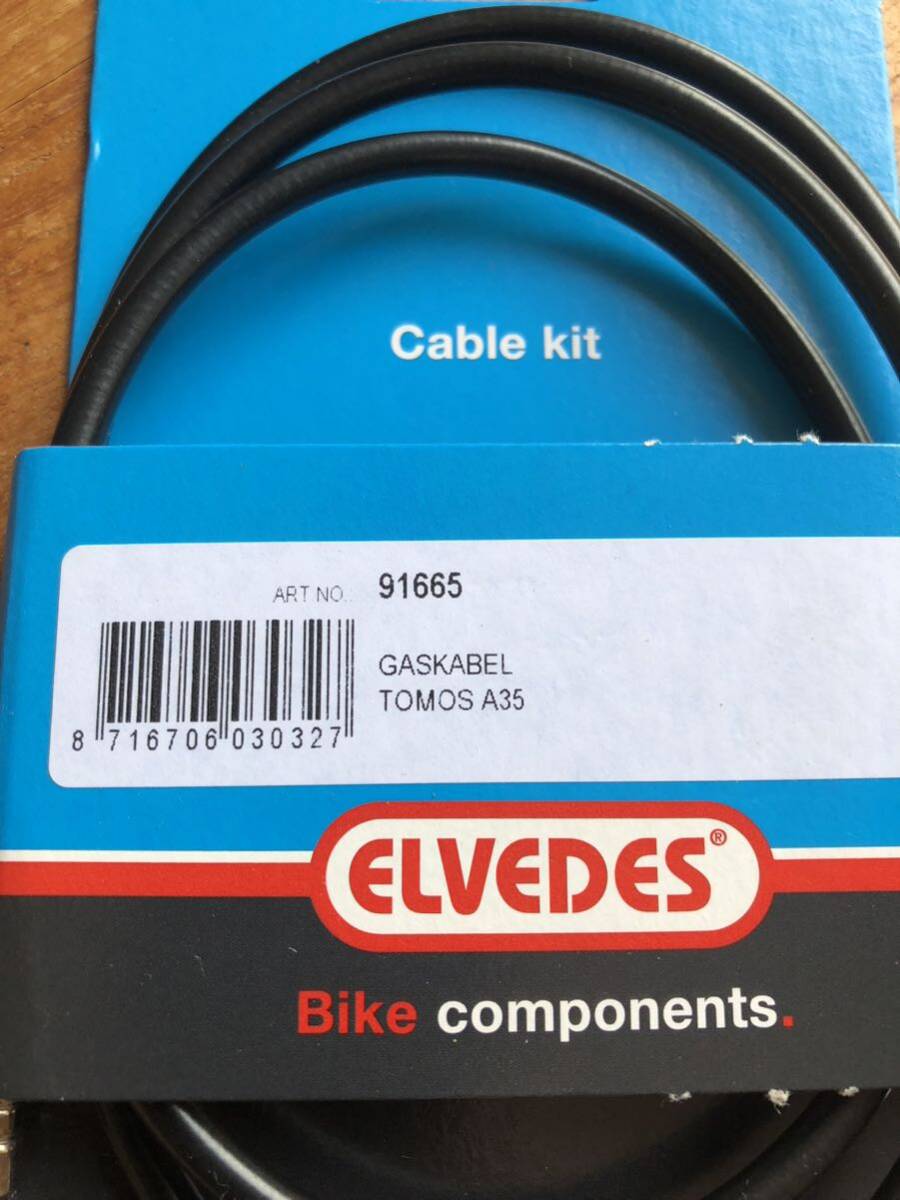 Cable kit
ART NO.: 91665
GASKABEL
TOMOS A35
8 716706 030327
ELVEDES®
Bike components.